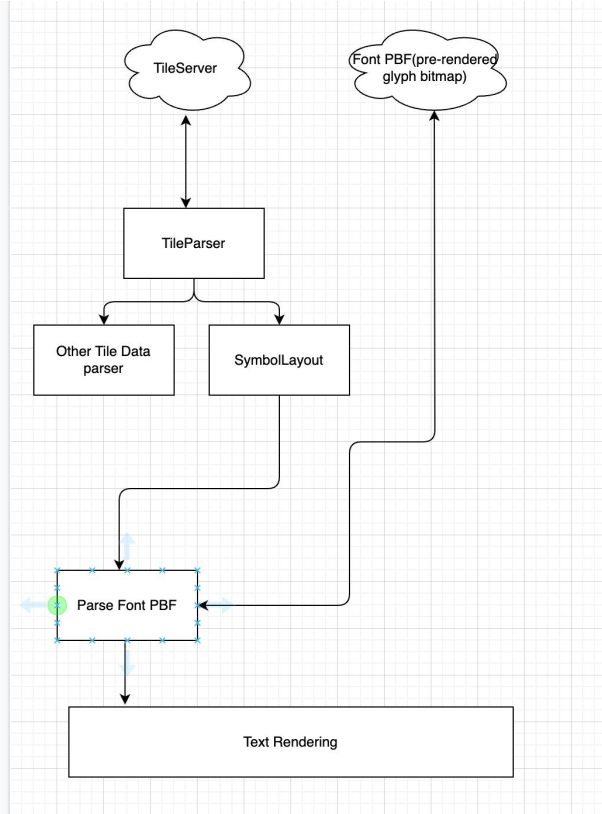 TileServer
Font PBF(pre-rendered
glyph bitmap)
TileParser
Other Tile Data
parser
SymbolLayout
Parse Font PBF
Text Rendering